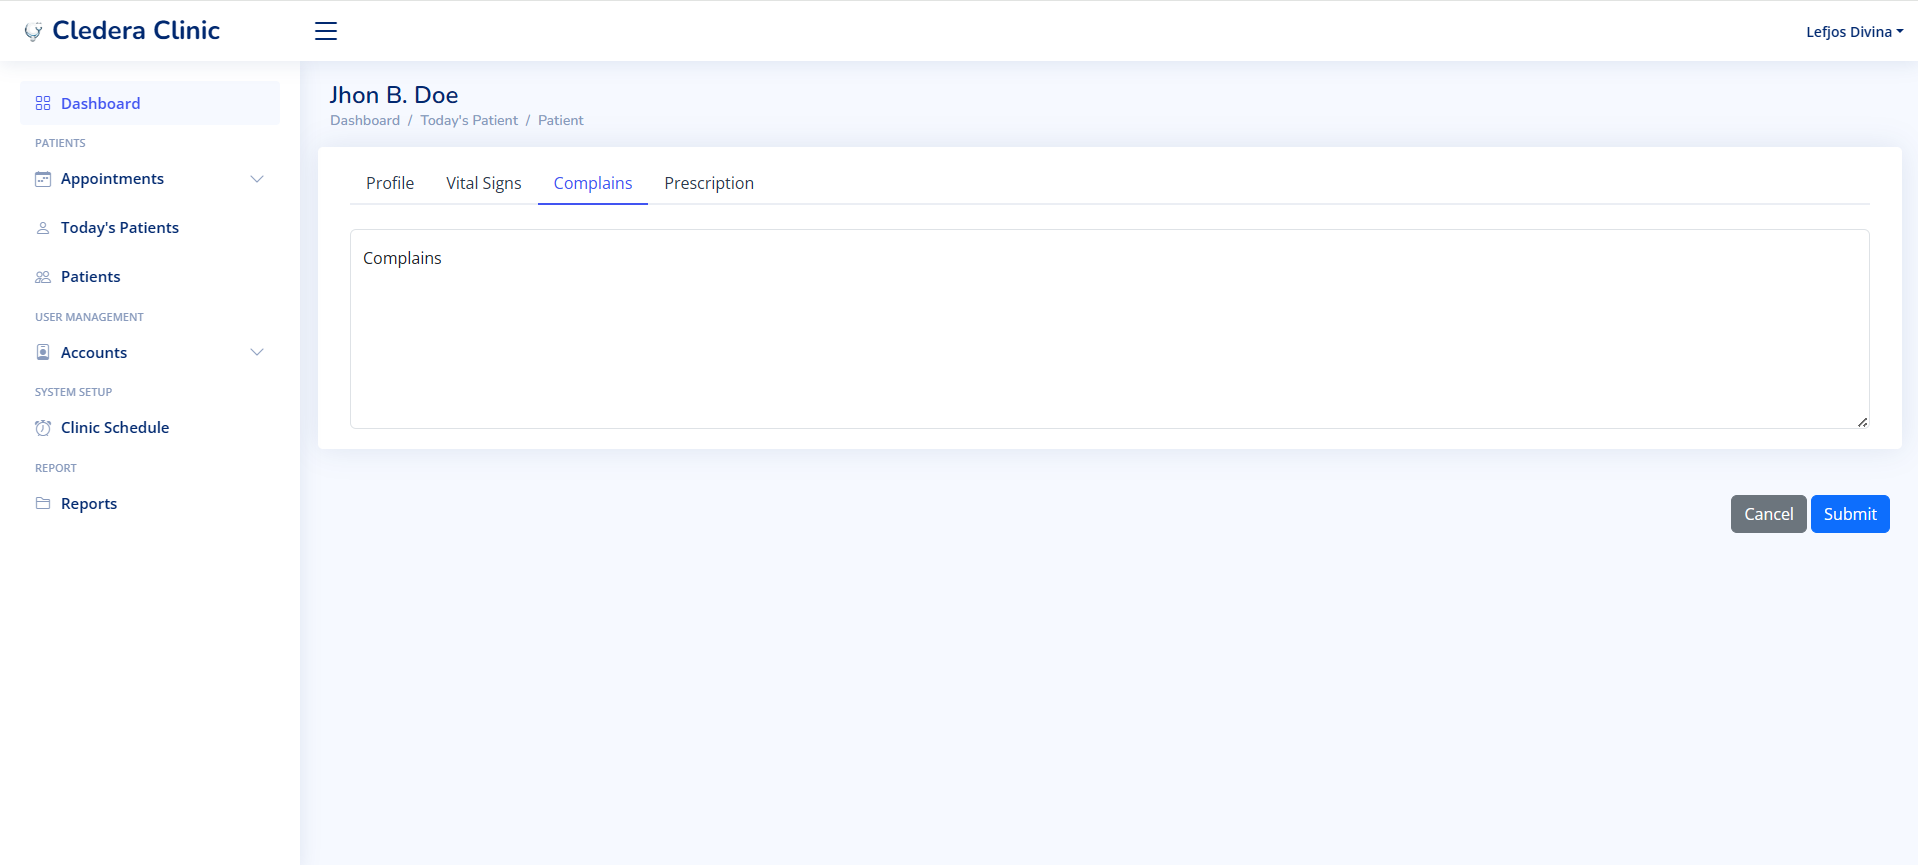 Cledera Clinic
Lefjos Divina
Dashboard
PATIENTS
Appointments
Today's Patients
Patients
USER MANAGEMENT
Accounts
SYSTEM SETUP
Clinic Schedule
REPORT
Reports
Jhon B. Doe
Dashboard / Today's Patient / Patient
Profile Vital Signs Complains Prescription
Complains
Cancel Submit